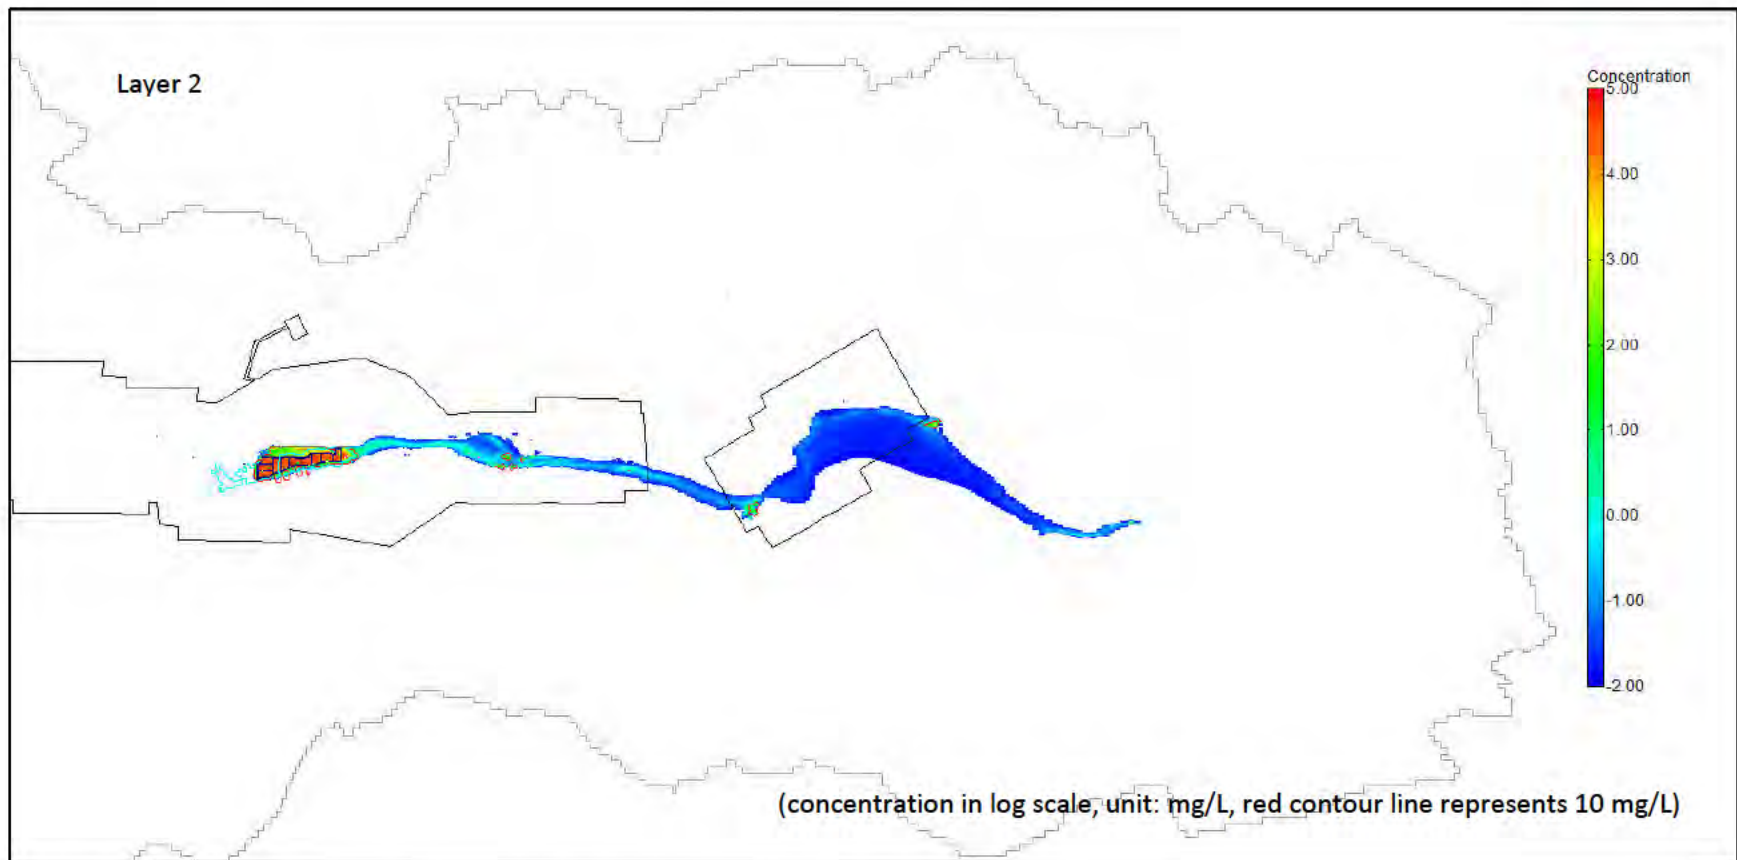 Layer 2
Concentration
5.00
4.00
3.00
2.00
1.00
0.00
-1.00
-2.00
(concentration in log scale, unit: mg/L, red contour line represents 10 mg/L)